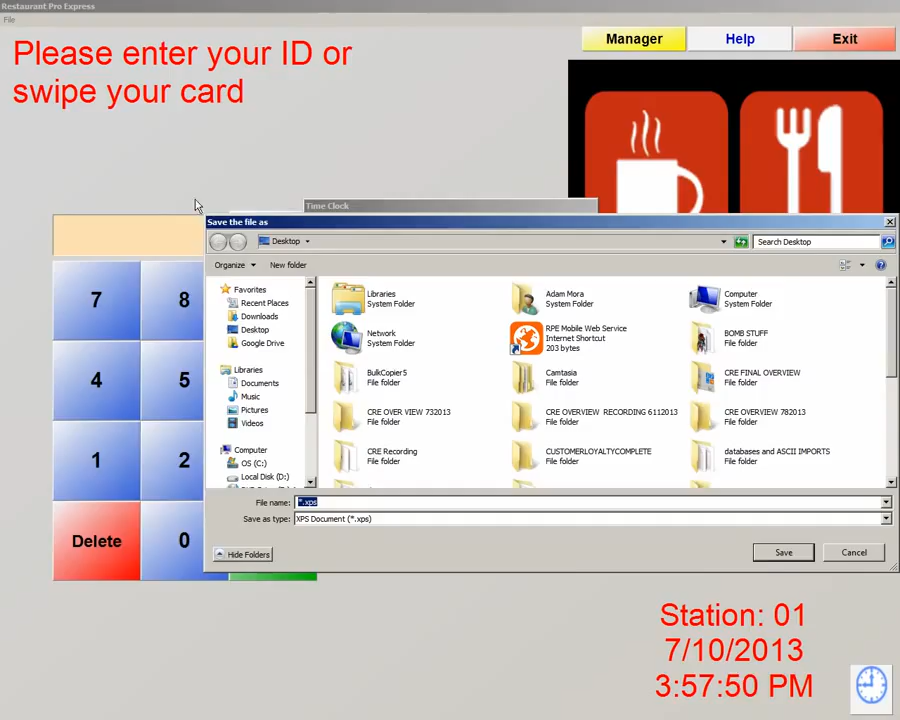 Restaurant Pro Express
File
Please enter your ID or
swipe your card
Manager
Help
Exit
Time Clock
Save the file as
Desktop
Search Desktop
Organize
New folder
Favorites
Recent Places
Downloads
Desktop
Google Drive
Libraries
Documents
Music
Pictures
Videos
Computer
OS (C:)
Local Disk (D:)
Libraries
System Folder
Adam Mora
System Folder
Computer
System Folder
Network
System Folder
RPE Mobile Web Service
Internet Shortcut
203 bytes
BOMB STUFF
File folder
BulkCopier5
File folder
Camtasia
File folder
CRE FINAL OVERVIEW
File folder
CRE OVER VIEW 732013
File folder
CRE OVERVIEW RECORDING 6112013
File folder
CRE OVERVIEW 782013
File folder
CRE Recording
File folder
CUSTOMERLOYALTYCOMPLETE
File folder
databases and ASCII IMPORTS
File folder
File name:
*.xps
Save as type:
XPS Document (*.xps)
Hide Folders
Save
Cancel
7
8
4
5
1
2
Delete
0
Station: 01
7/10/2013
3:57:50 PM